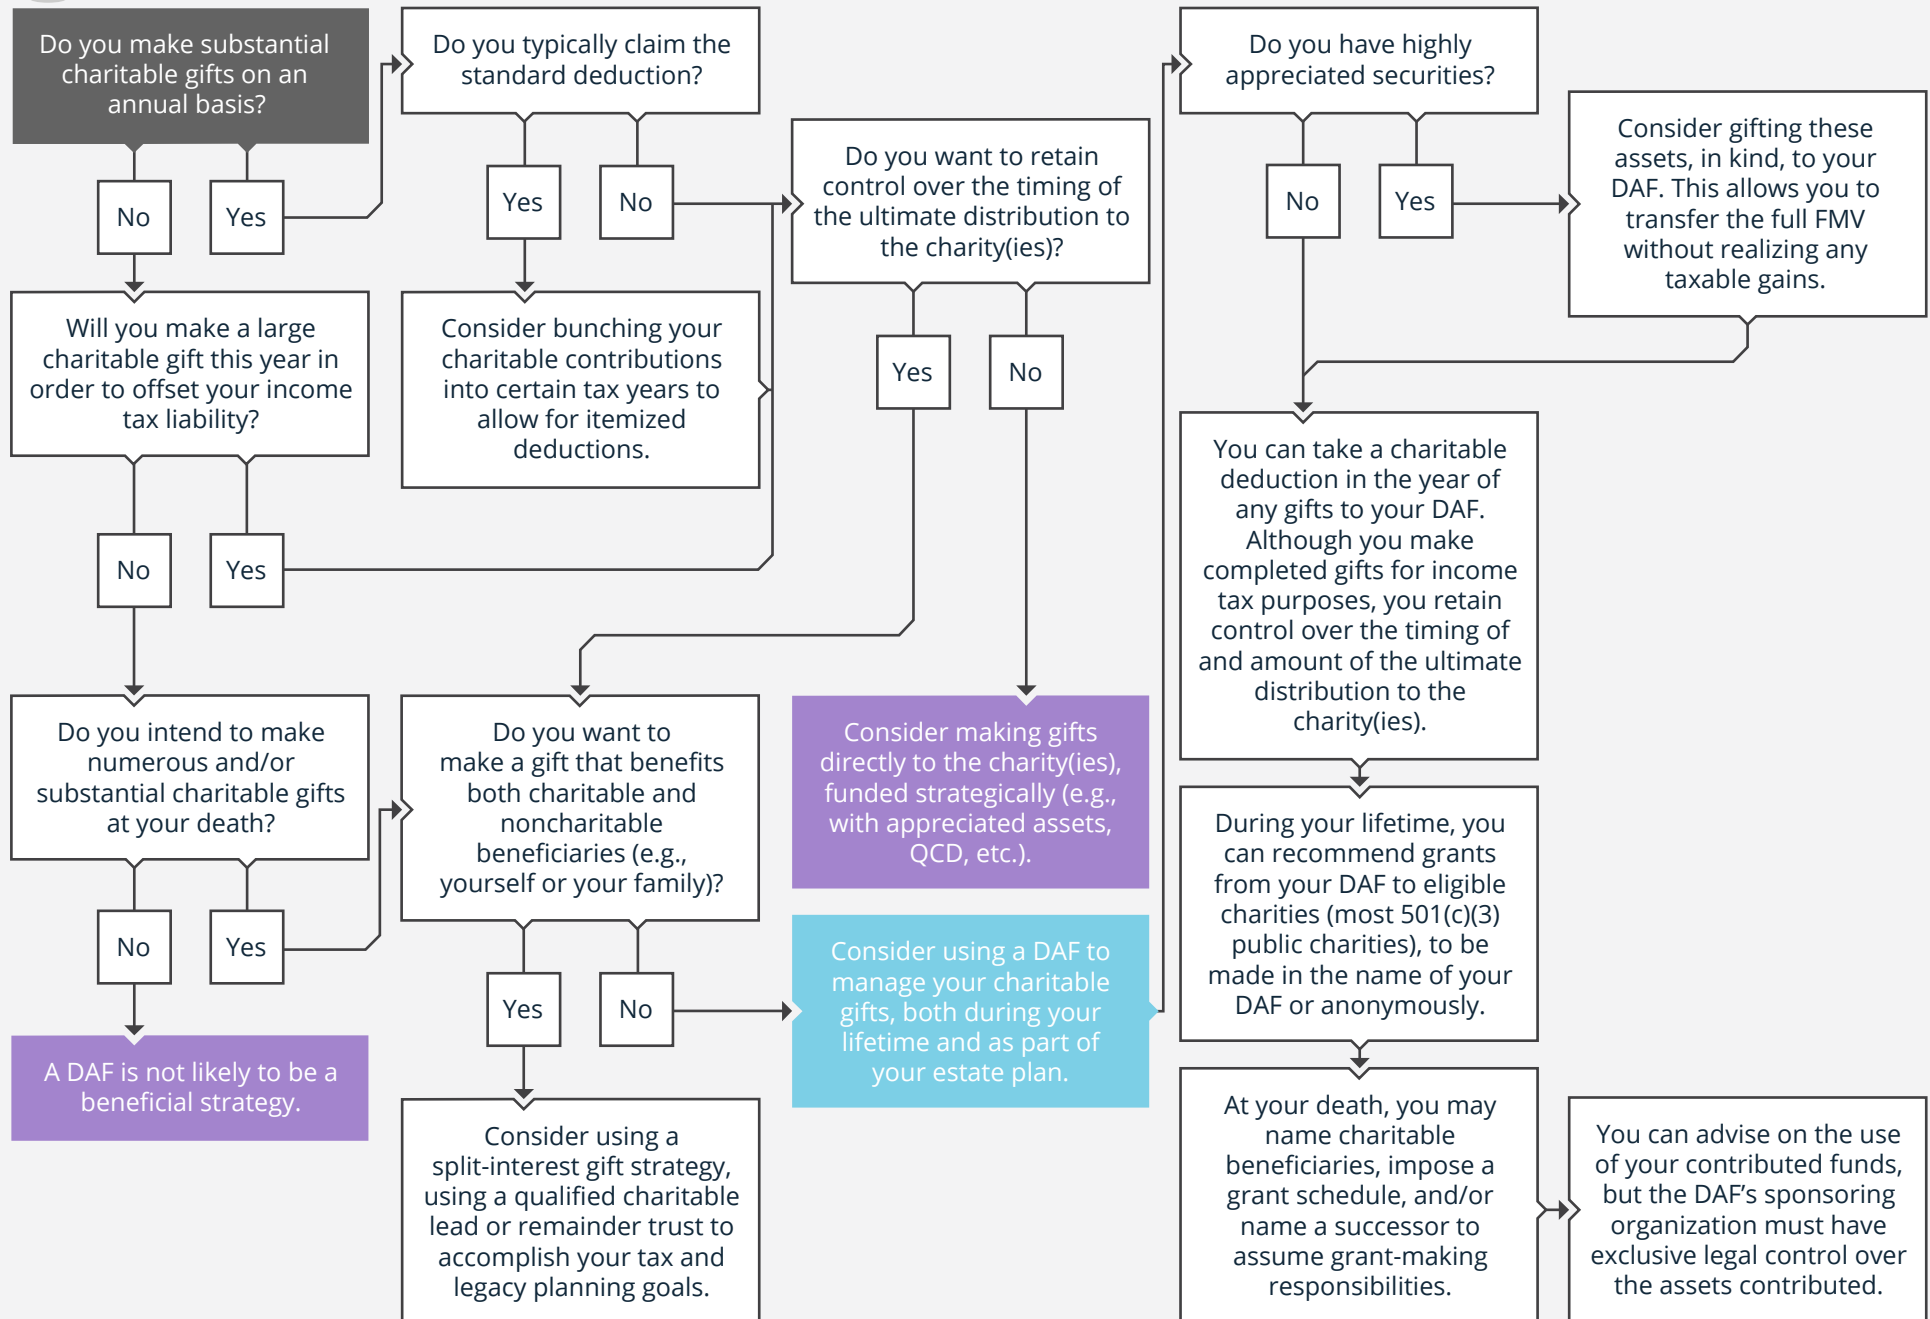 Do you make substantial
charitable gifts on an
annual basis?
No
Yes
Will you make a large
charitable gift this year in
order to offset your income
tax liability?
No
Yes
Do you intend to make
numerous and/or
substantial charitable gifts
at your death?
No
Yes
A DAF is not likely to be a
beneficial strategy.
Do you typically claim the
standard deduction?
Yes
No
Consider bunching your
charitable contributions
into certain tax years to
allow for itemized
deductions.
Do you want to retain
control over the timing of
the ultimate distribution to
the charity(ies)?
Yes
No
Do you want to
make a gift that benefits
both charitable and
noncharitable
beneficiaries (e.g.,
yourself or your family)?
Yes
No
Consider using a
split-interest gift strategy,
using a qualified charitable
lead or remainder trust to
accomplish your tax and
legacy planning goals.
Consider making gifts
directly to the charity(ies),
funded strategically (e.g.,
with appreciated assets,
QCD, etc.).
Consider using a DAF to
manage your charitable
gifts, both during your
lifetime and as part of
your estate plan.
Do you have highly
appreciated securities?
No
Yes
Consider gifting these
assets, in kind, to your
DAF. This allows you to
transfer the full FMV
without realizing any
taxable gains.
You can take a charitable
deduction in the year of
any gifts to your DAF.
Although you make
completed gifts for income
tax purposes, you retain
control over the timing of
and amount of the ultimate
distribution to the
charity(ies).
During your lifetime, you
can recommend grants
from your DAF to eligible
charities (most 501(c)(3)
public charities), to be
made in the name of your
DAF or anonymously.
At your death, you may
name charitable
beneficiaries, impose a
grant schedule, and/or
name a successor to
assume grant-making
responsibilities.
You can advise on the use
of your contributed funds,
but the DAF’s sponsoring
organization must have
exclusive legal control over
the assets contributed.